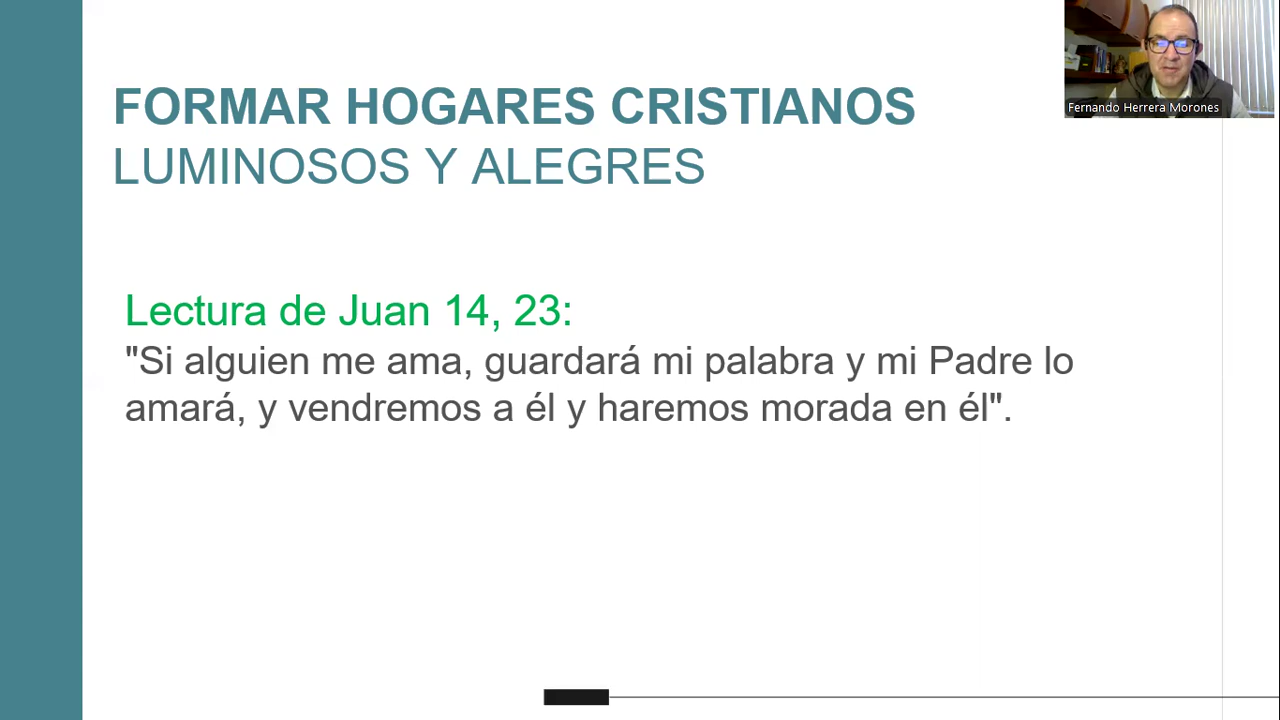 FORMAR HOGARES CRISTIANOS
LUMINOSOS Y ALEGRES
Fernando Herrera Morones
Lectura de Juan 14, 23:
"Si alguien me ama, guardará mi palabra y mi Padre lo
amará, y vendremos a él y haremos morada en él".